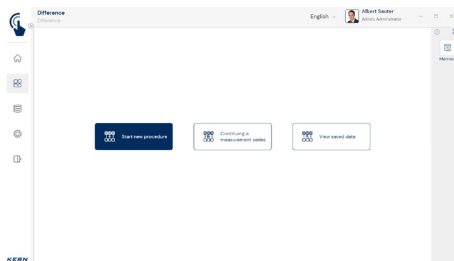 Difference
Difference
English
Albert Sauter
Admin, Administrator
Start new procedure
Continuing a
measurement series
View saved data
KERN